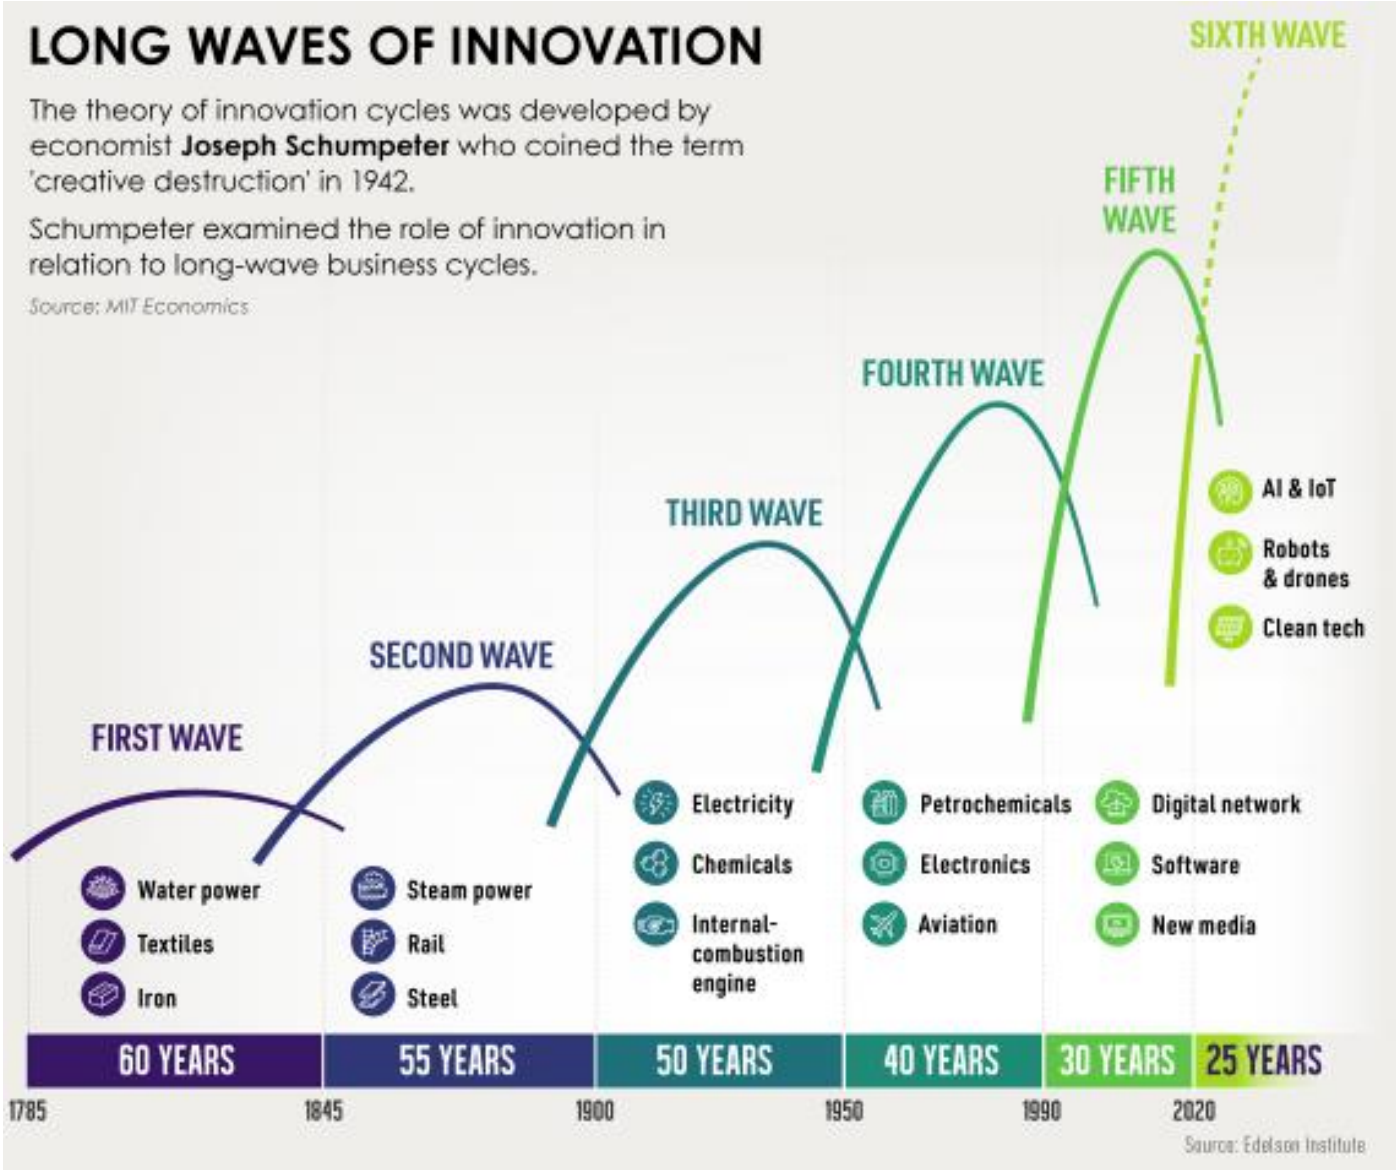 LONG WAVES OF INNOVATION
The theory of innovation cycles was developed by
economist Joseph Schumpeter who coined the term
'creative destruction' in 1942.
Schumpeter examined the role of innovation in
relation to long-wave business cycles.
Source: MIT Economics
SIXTH WAVE
FIFTH
WAVE
FOURTH WAVE
THIRD WAVE
SECOND WAVE
FIRST WAVE
Water power
Textiles
Iron
Steam power
Rail
Steel
Electricity
Chemicals
Internal-
combustion
engine
Petrochemicals
Electronics
Aviation
Digital network
Software
New media
AI & IoT
Robots
& drones
Clean tech
60 YEARS
55 YEARS
50 YEARS
40 YEARS
30 YEARS
25 YEARS
1785
1845
1900
1950
1990
2020
Source: Edelson Institute